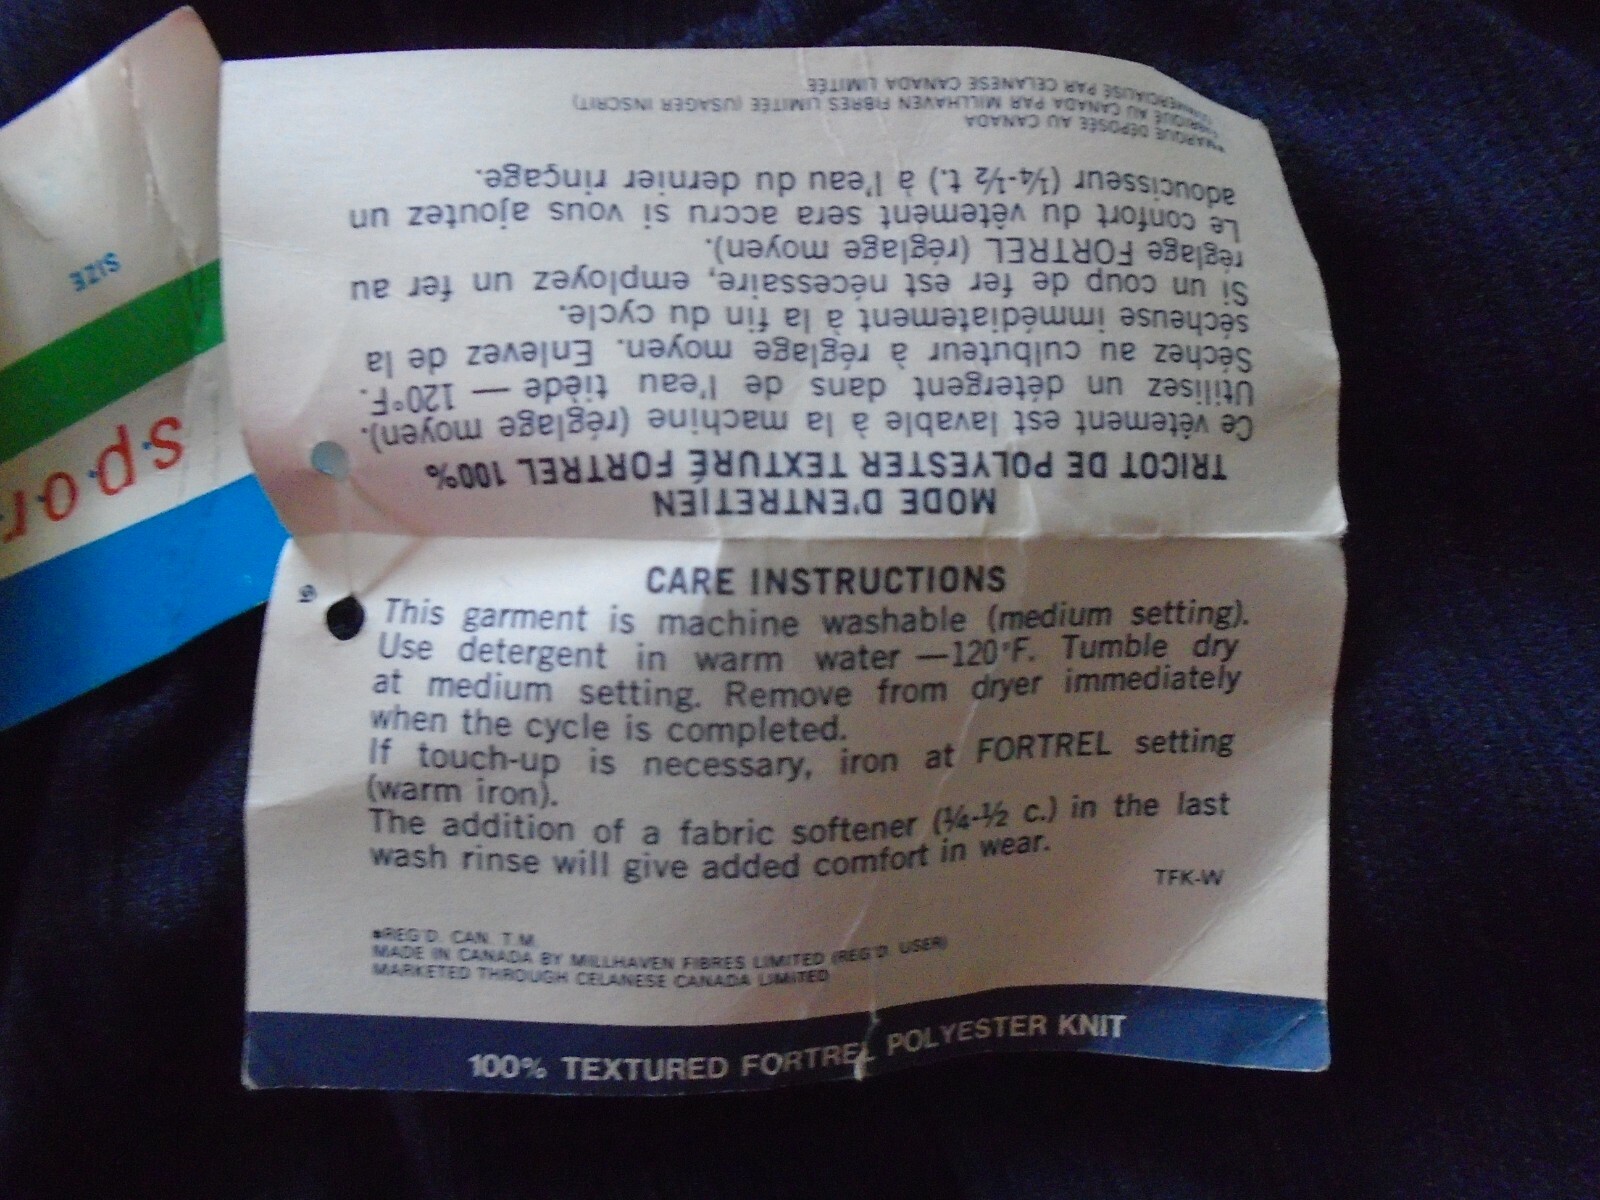 SIZE
spor
MODE D'ENTRETIEN
TRICOT DE POLYESTER TEXTURÉ FORTREL 100%
Ce vêtement est lavable à la machine (réglage moyen).
Utilisez un détergent dans de l'eau tiède — 120°F.
Séchez au culbuteur à réglage moyen. Enlevez de la
sécheuse immédiatement à la fin du cycle.
Si un coup de fer est nécessaire, employez un fer au
réglage FORTREL (réglage moyen).
Le confort du vêtement sera accru si vous ajoutez un
adoucisseur (¼-½ t.) à l'eau du dernier rinçage.
*MARQUE DÉPOSÉE AU CANADA
FABRIQUÉ AU CANADA PAR MILLHAVEN FIBRES LIMITÉE (USAGER INSCRIT)
COMMERCIALISÉ PAR CELANESE CANADA LIMITÉE
CARE INSTRUCTIONS
This garment is machine washable (medium setting).
Use detergent in warm water —120°F. Tumble dry
at medium setting. Remove from dryer immediately
when the cycle is completed.
If touch-up is necessary, iron at FORTREL setting
(warm iron).
The addition of a fabric softener (¼-½ c.) in the last
wash rinse will give added comfort in wear.
TFK-W
*REG'D. CAN. T.M.
MADE IN CANADA BY MILLHAVEN FIBRES LIMITED (REG'D. USER)
MARKETED THROUGH CELANESE CANADA LIMITED
100% TEXTURED FORTREL POLYESTER KNIT